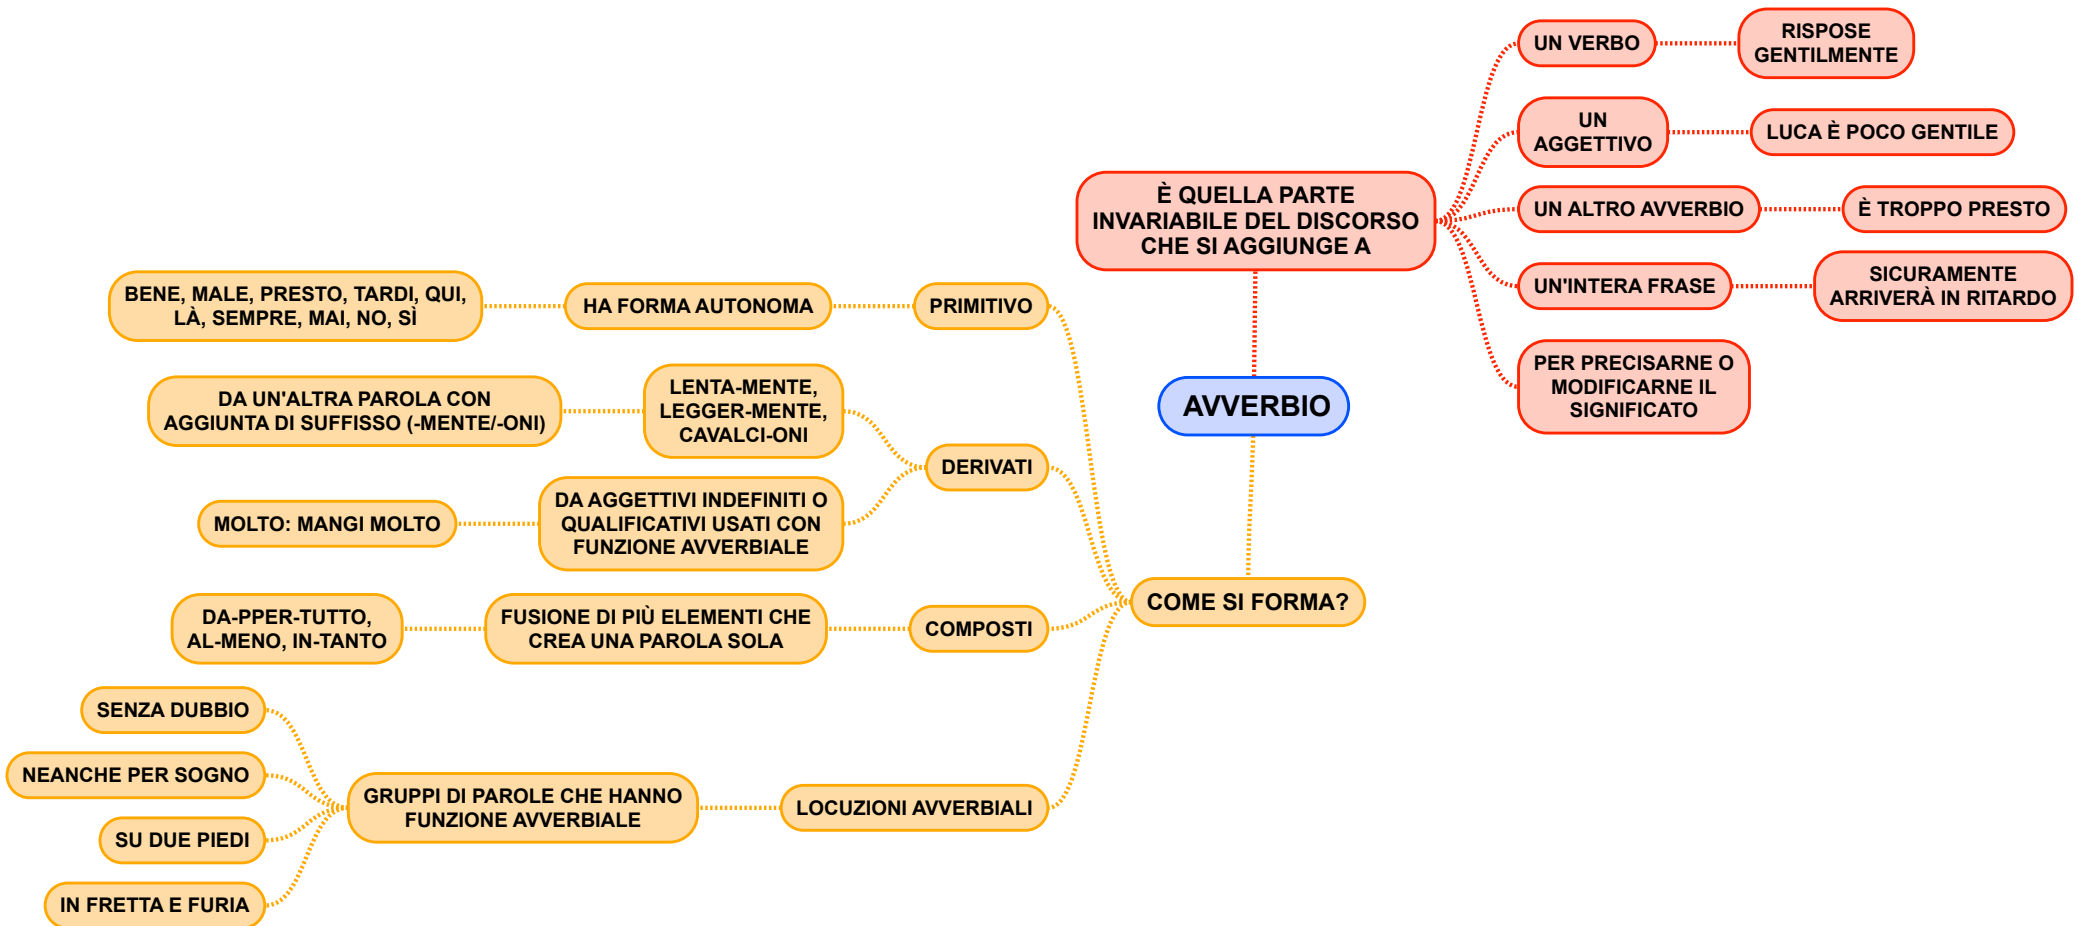 AVVERBIO
È QUELLA PARTE
INVARIABILE DEL DISCORSO
CHE SI AGGIUNGE A
UN VERBO
RISPOSE
GENTILMENTE
UN
AGGETTIVO
LUCA È POCO GENTILE
UN ALTRO AVVERBIO
È TROPPO PRESTO
UN'INTERA FRASE
SICURAMENTE
ARRIVERÀ IN RITARDO
PER PRECISARNE O
MODIFICARNE IL
SIGNIFICATO
COME SI FORMA?
PRIMITIVO
HA FORMA AUTONOMA
BENE, MALE, PRESTO, TARDI, QUI,
LÀ, SEMPRE, MAI, NO, SÌ
DERIVATI
LENTA-MENTE,
LEGGER-MENTE,
CAVALCI-ONI
DA UN'ALTRA PAROLA CON
AGGIUNTA DI SUFFISSO (-MENTE/-ONI)
DA AGGETTIVI INDEFINITI O
QUALIFICATIVI USATI CON
FUNZIONE AVVERBIALE
MOLTO: MANGI MOLTO
COMPOSTI
FUSIONE DI PIÙ ELEMENTI CHE
CREA UNA PAROLA SOLA
DA-PPER-TUTTO,
AL-MENO, IN-TANTO
LOCUZIONI AVVERBIALI
GRUPPI DI PAROLE CHE HANNO
FUNZIONE AVVERBIALE
SENZA DUBBIO
NEANCHE PER SOGNO
SU DUE PIEDI
IN FRETTA E FURIA